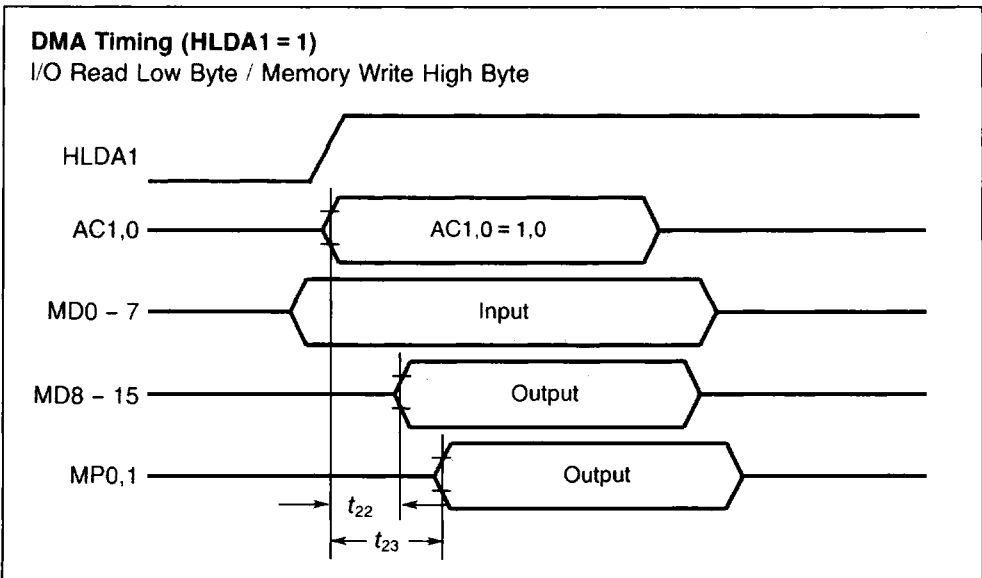 DMA Timing (HLDA1 = 1)
I/O Read Low Byte / Memory Write High Byte
HLDA1
AC1,0
AC1,0 = 1,0
MD0 – 7
Input
MD8 – 15
Output
MP0,1
Output
t22
t23